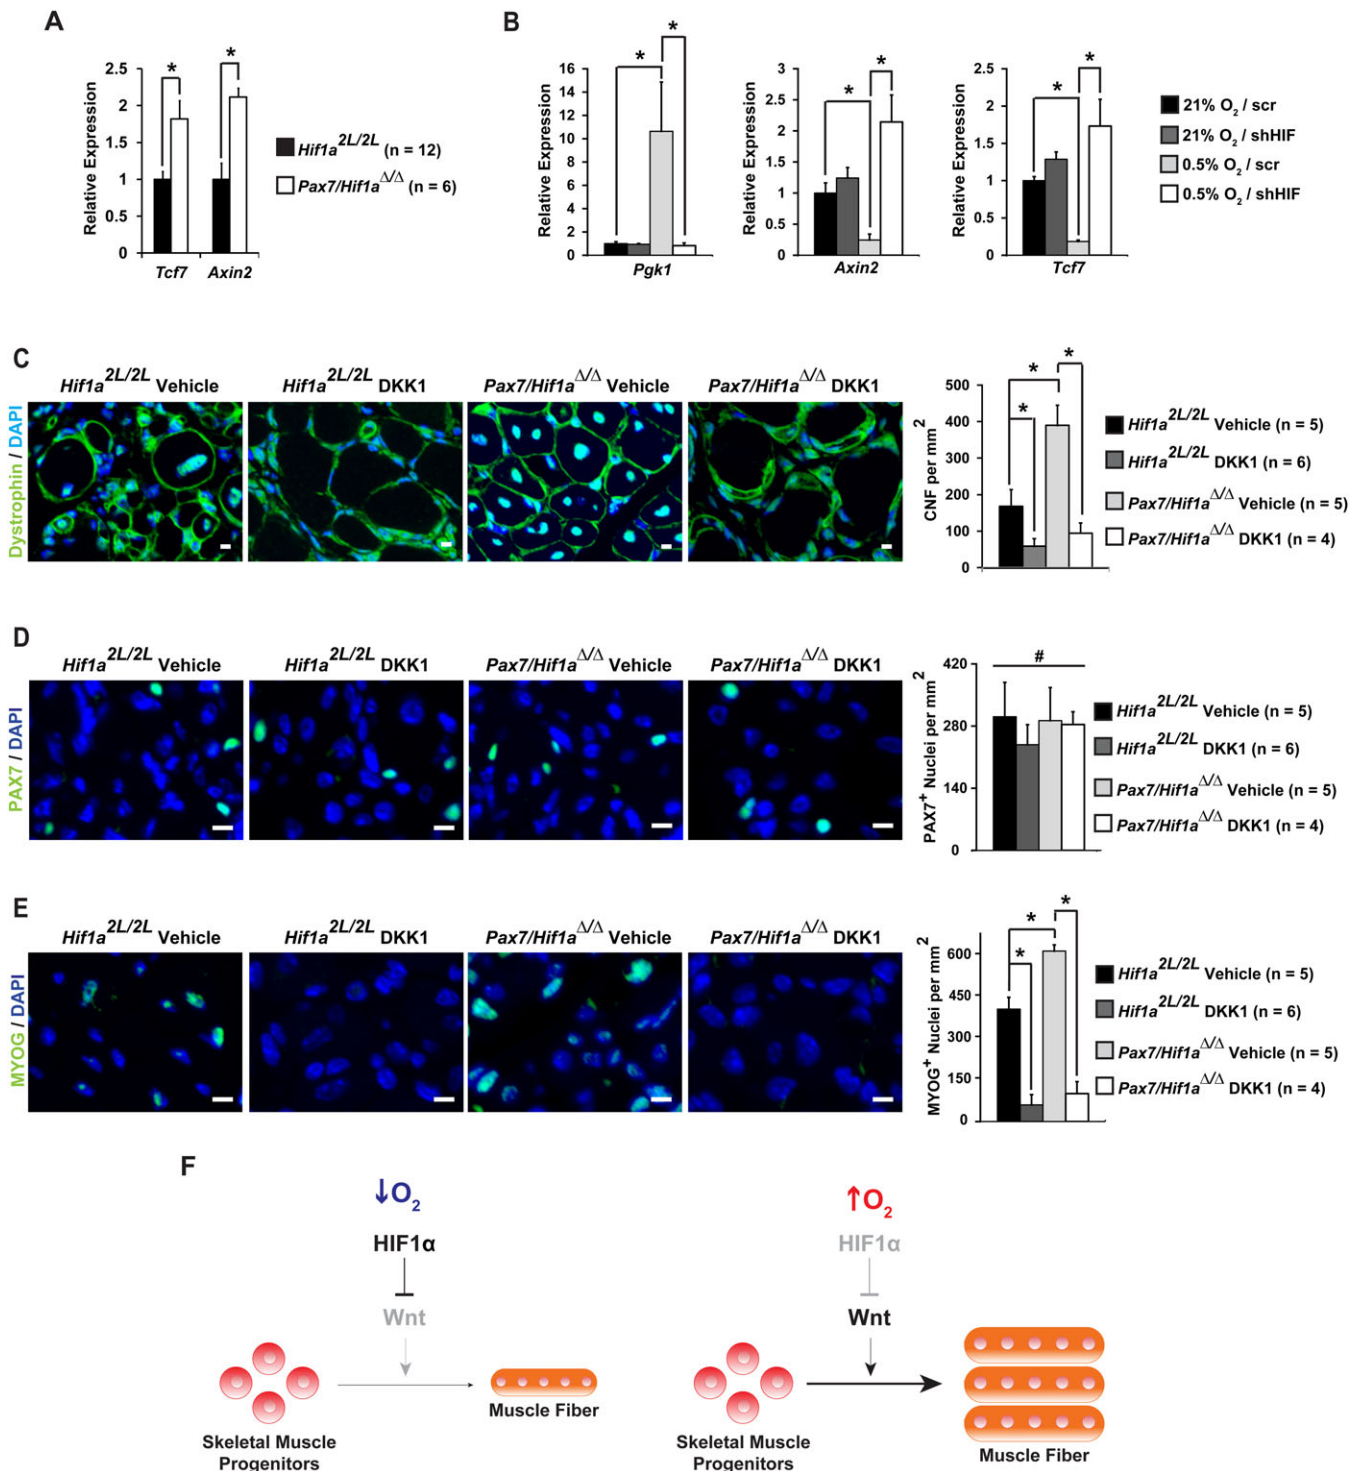 A
Relative Expression
2.5
2
1.5
1
0.5
0
*
*
Tcf7 Axin2
Hif1a2L/2L (n = 12)
Pax7/Hif1aΔ/Δ (n = 6)
B
Relative Expression
16
14
12
10
8
6
4
2
0
*
*
Pgk1
Relative Expression
3
2.5
2
1.5
1
0.5
0
*
*
Axin2
Relative Expression
2.5
2
1.5
1
0.5
0
*
*
Tcf7
21% O2 / scr
21% O2 / shHIF
0.5% O2 / scr
0.5% O2 / shHIF
C
Dystrophin / DAPI
Hif1a2L/2L Vehicle
Hif1a2L/2L DKK1
Pax7/Hif1aΔ/Δ Vehicle
Pax7/Hif1aΔ/Δ DKK1
CNF per mm2
500
400
300
200
100
0
*
*
*
Hif1a2L/2L Vehicle (n = 5)
Hif1a2L/2L DKK1 (n = 6)
Pax7/Hif1aΔ/Δ Vehicle (n = 5)
Pax7/Hif1aΔ/Δ DKK1 (n = 4)
D
PAX7 / DAPI
Hif1a2L/2L Vehicle
Hif1a2L/2L DKK1
Pax7/Hif1aΔ/Δ Vehicle
Pax7/Hif1aΔ/Δ DKK1
PAX7+ Nuclei per mm2
420
280
140
0
#
Hif1a2L/2L Vehicle (n = 5)
Hif1a2L/2L DKK1 (n = 6)
Pax7/Hif1aΔ/Δ Vehicle (n = 5)
Pax7/Hif1aΔ/Δ DKK1 (n = 4)
E
MYOG / DAPI
Hif1a2L/2L Vehicle
Hif1a2L/2L DKK1
Pax7/Hif1aΔ/Δ Vehicle
Pax7/Hif1aΔ/Δ DKK1
MYOG+ Nuclei per mm2
600
450
300
150
0
*
*
*
Hif1a2L/2L Vehicle (n = 5)
Hif1a2L/2L DKK1 (n = 6)
Pax7/Hif1aΔ/Δ Vehicle (n = 5)
Pax7/Hif1aΔ/Δ DKK1 (n = 4)
F
↓O2
HIF1α
Wnt
Skeletal Muscle
Progenitors
Muscle Fiber
↑O2
HIF1α
Wnt
Skeletal Muscle
Progenitors
Muscle Fiber